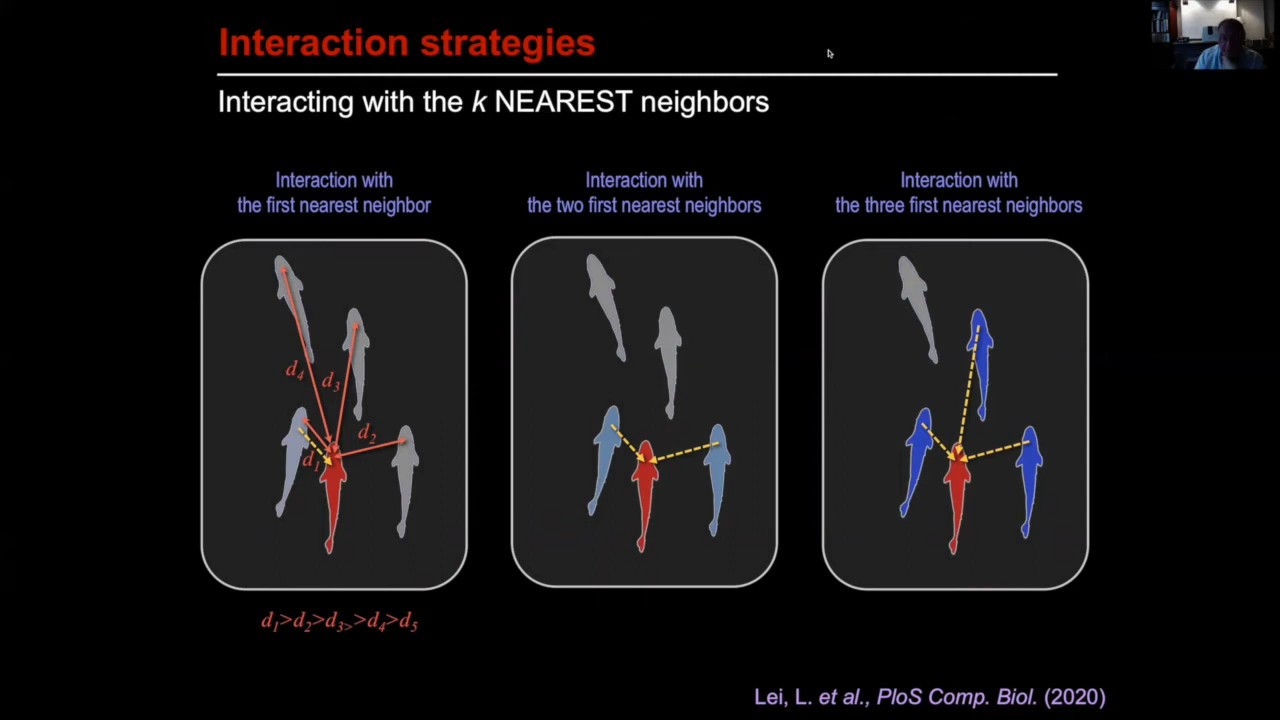 Interaction strategies
Interacting with the k NEAREST neighbors
Interaction with
the first nearest neighbor
Interaction with
the two first nearest neighbors
Interaction with
the three first nearest neighbors
d4
d3
d2
d1
d1>d2>d3>>d4>d5
Lei, L. et al., PloS Comp. Biol. (2020)